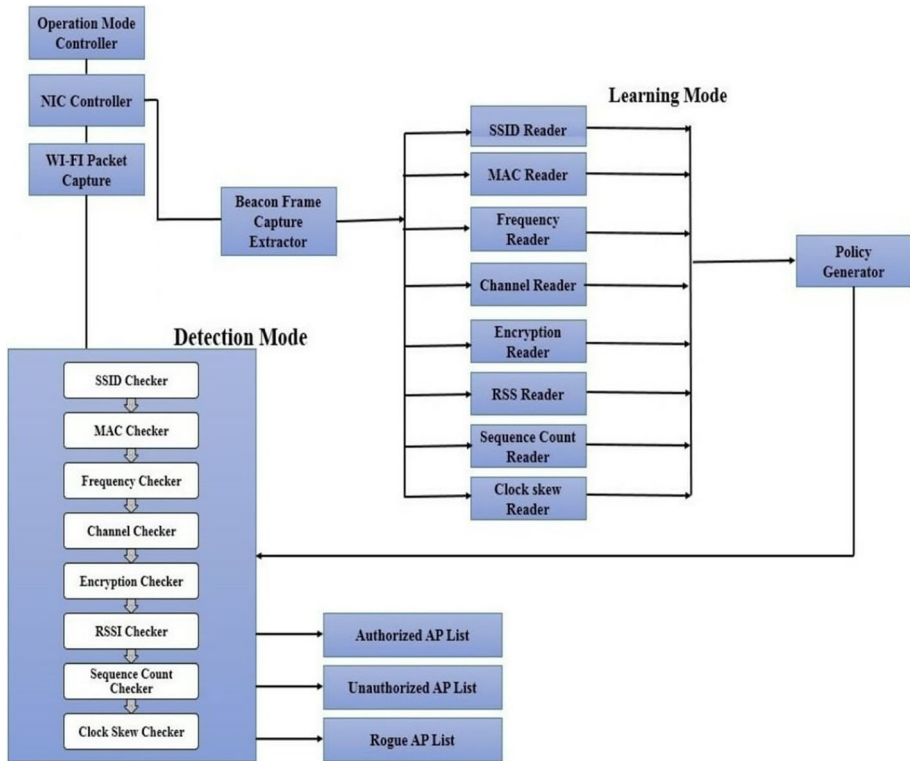 Operation Mode
Controller
NIC Controller
WI-FI Packet
Capture
Beacon Frame
Capture
Extractor
Learning Mode
SSID Reader
MAC Reader
Frequency
Reader
Channel Reader
Encryption
Reader
RSS Reader
Sequence Count
Reader
Clock skew
Reader
Policy
Generator
Detection Mode
SSID Checker
MAC Checker
Frequency Checker
Channel Checker
Encryption Checker
RSSI Checker
Sequence Count
Checker
Clock Skew Checker
Authorized AP List
Unauthorized AP List
Rogue AP List